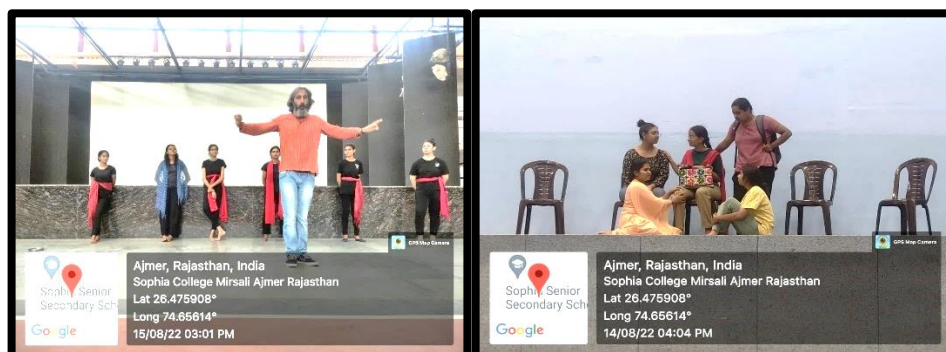 GPS Map Camera
Sophia Senior
Secondary Sch
Google
Ajmer, Rajasthan, India
Sophia College Mirsali Ajmer Rajasthan
Lat 26.475908°
Long 74.65614°
15/08/22 03:01 PM
GPS Map Camera
Sophia Senior
Secondary Sch
Google
Ajmer, Rajasthan, India
Sophia College Mirsali Ajmer Rajasthan
Lat 26.475908°
Long 74.65614°
14/08/22 04:04 PM